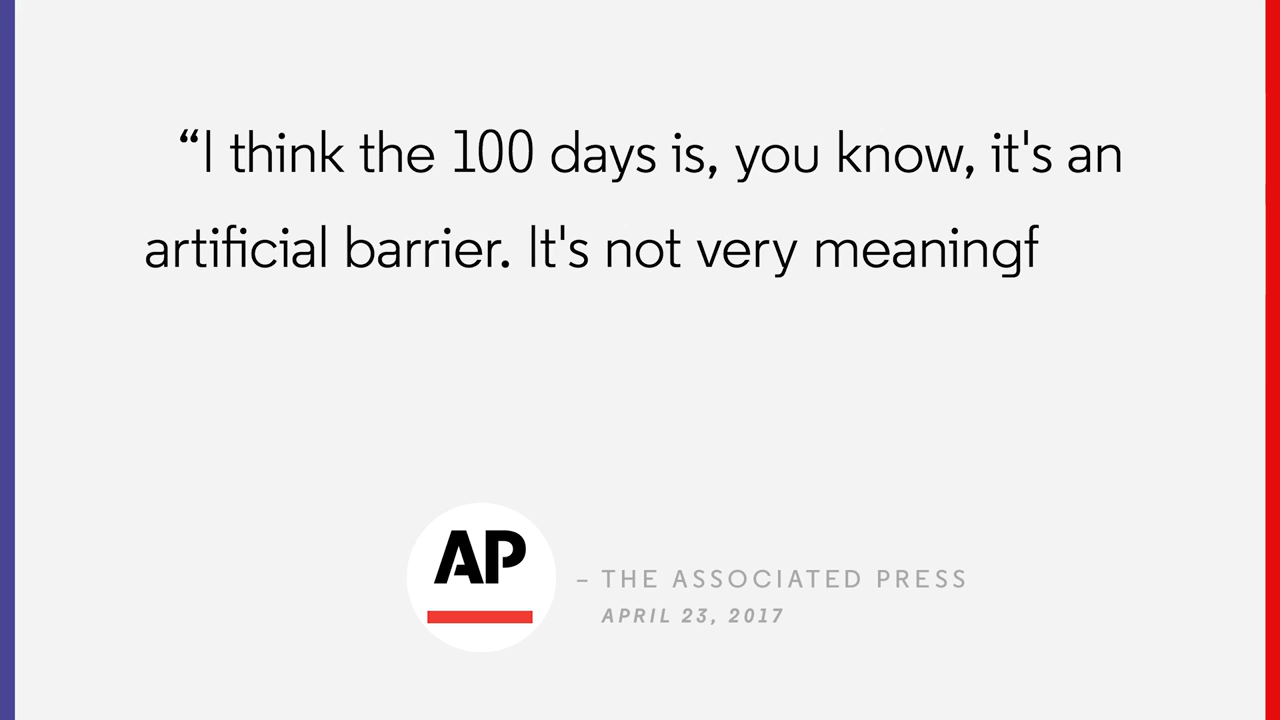 “I think the 100 days is, you know, it's an
artificial barrier. It's not very meaningf
AP
– THE ASSOCIATED PRESS
APRIL 23, 2017